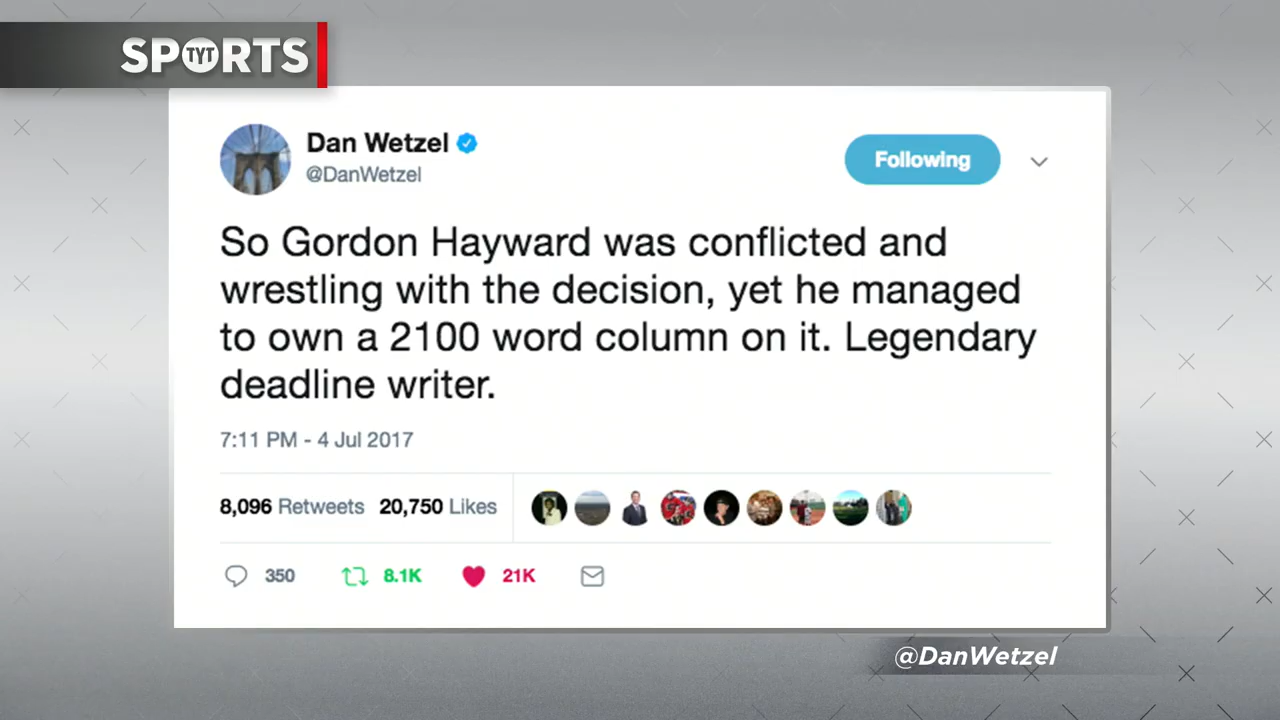 SPORTS
TYT
Dan Wetzel
@DanWetzel
Following
So Gordon Hayward was conflicted and
wrestling with the decision, yet he managed
to own a 2100 word column on it. Legendary
deadline writer.
7:11 PM - 4 Jul 2017
8,096 Retweets 20,750 Likes
350 8.1K 21K
@DanWetzel